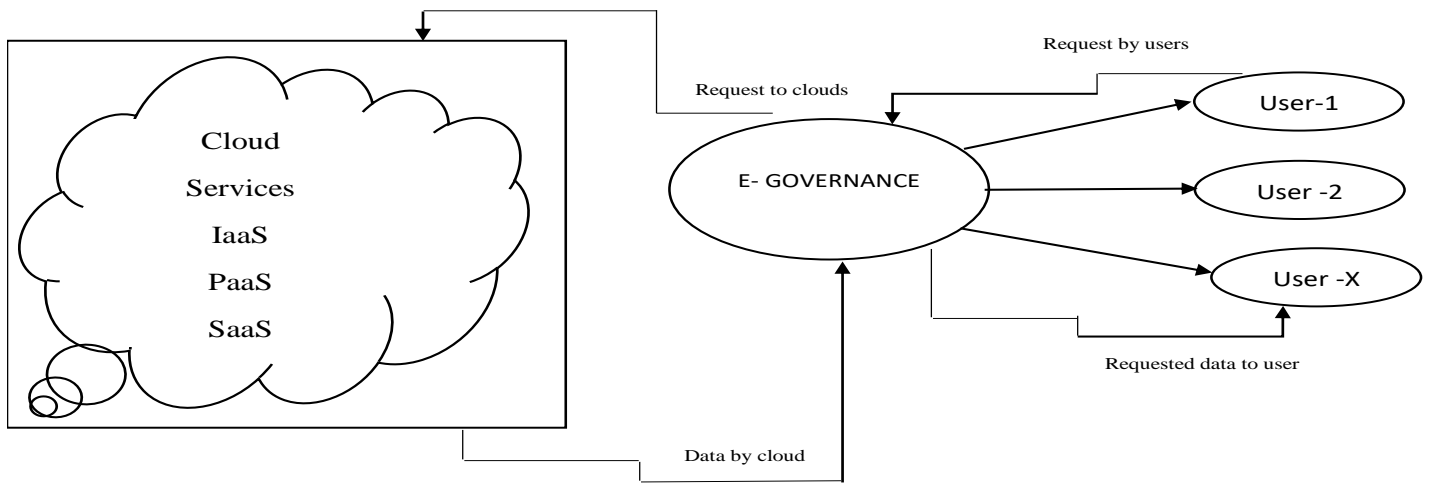 Request by users
Request to clouds
User-1
Cloud
Services
IaaS
PaaS
SaaS
E- GOVERNANCE
User -2
User -X
Requested data to user
Data by cloud